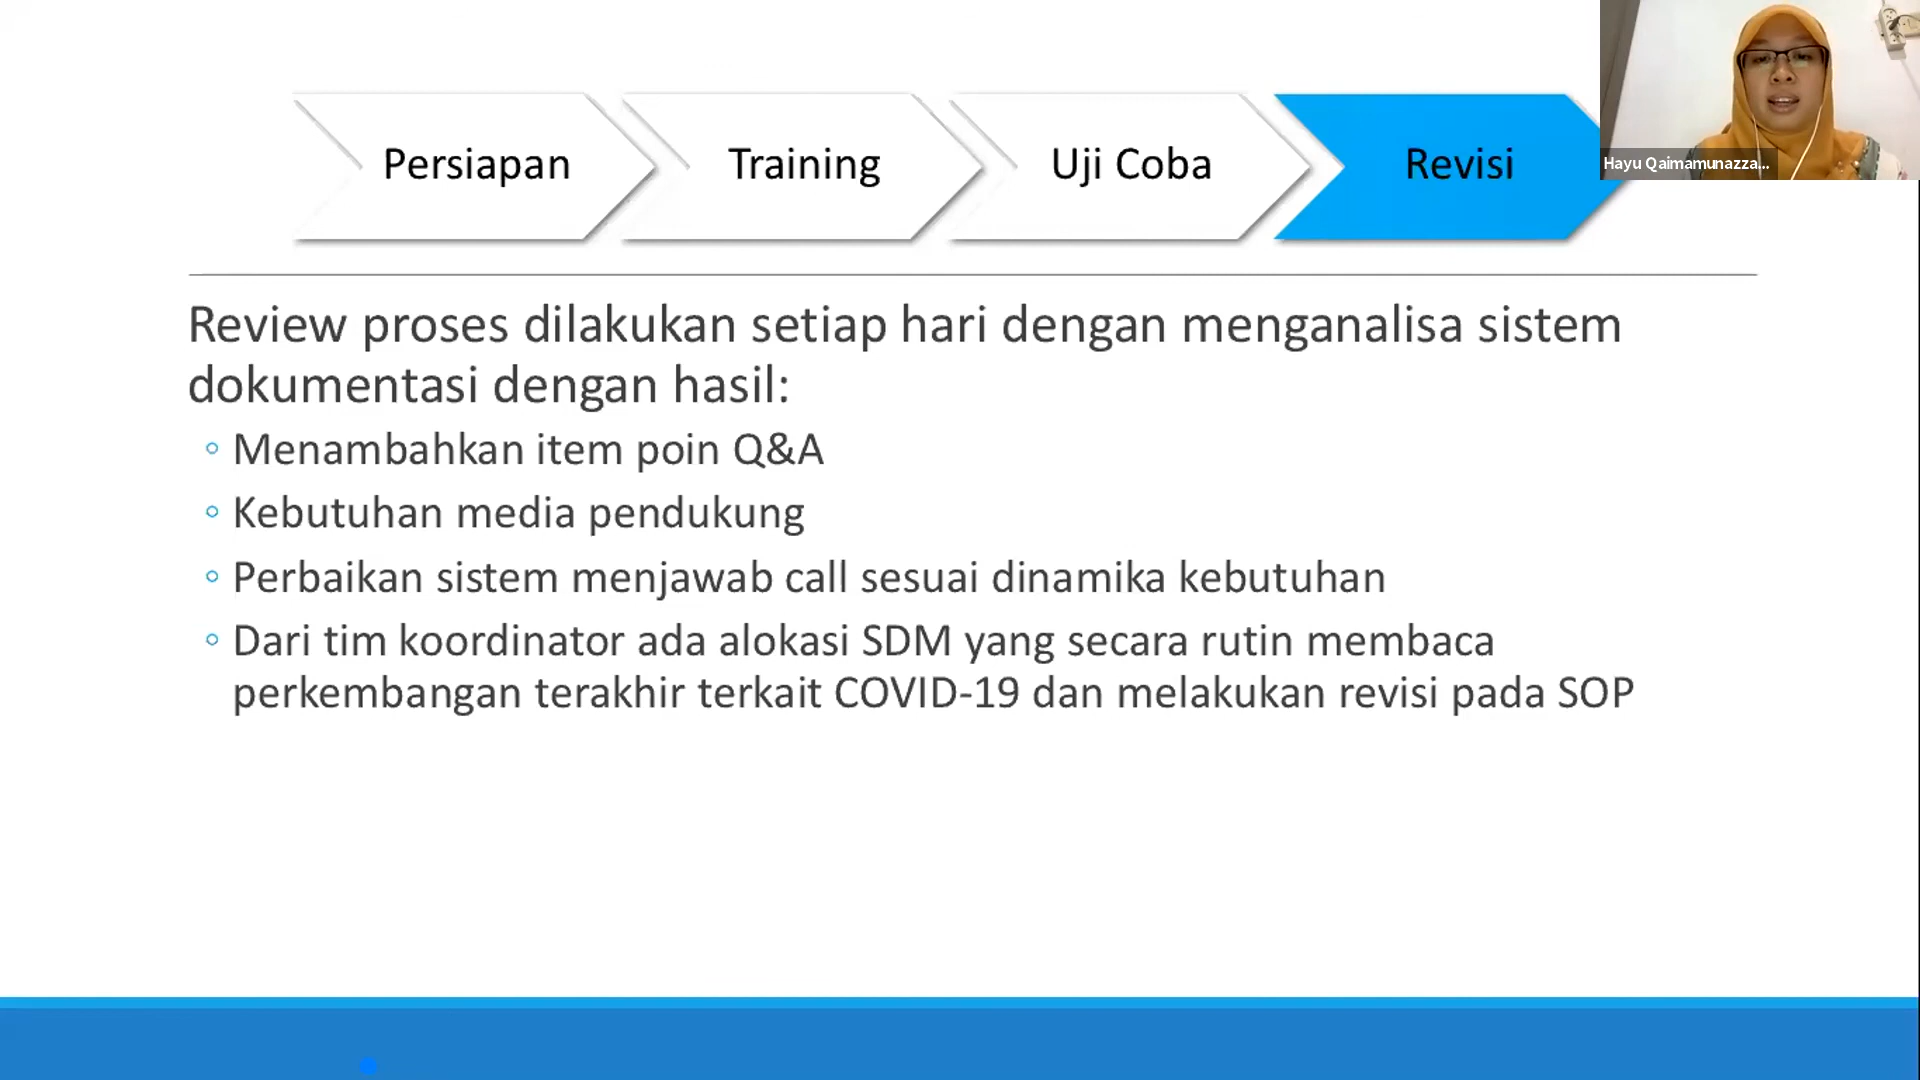 Persiapan
Training
Uji Coba
Revisi
Hayu Qaimamunazza...
Review proses dilakukan setiap hari dengan menganalisa sistem
dokumentasi dengan hasil:
◦ Menambahkan item poin Q&A
◦ Kebutuhan media pendukung
◦ Perbaikan sistem menjawab call sesuai dinamika kebutuhan
◦ Dari tim koordinator ada alokasi SDM yang secara rutin membaca
perkembangan terakhir terkait COVID-19 dan melakukan revisi pada SOP